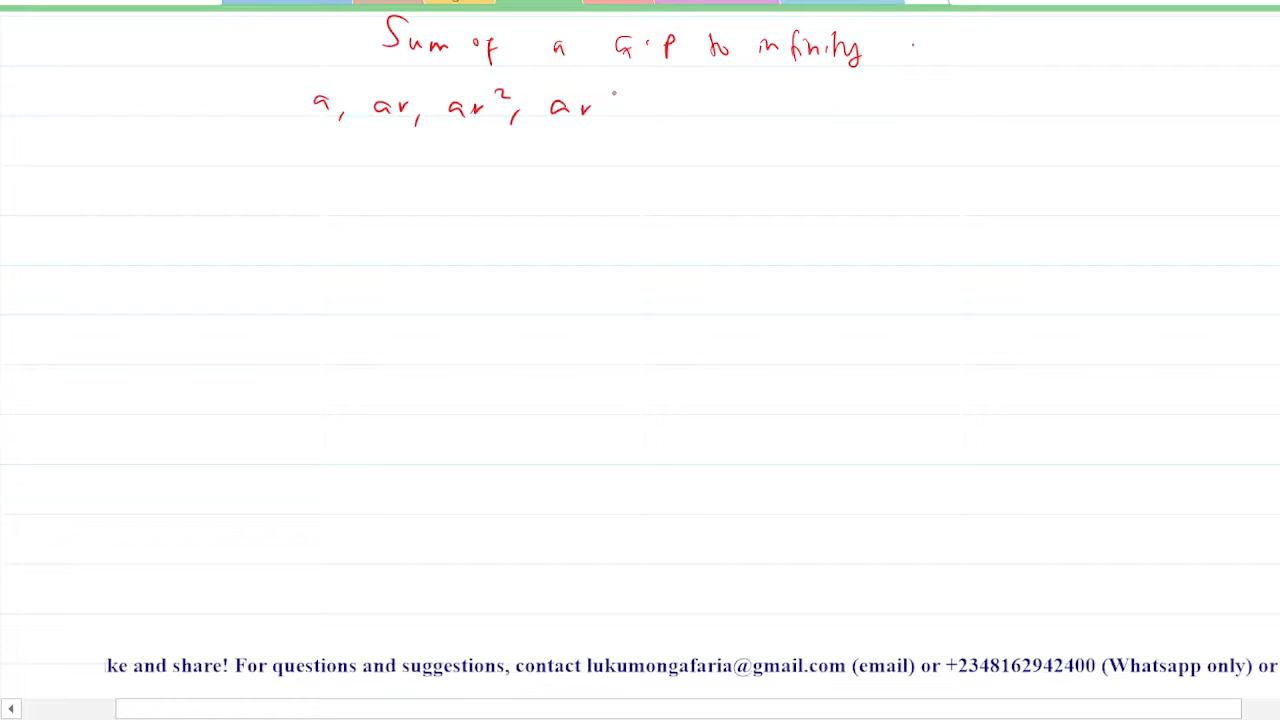 Sum of a G.P to infinity.
a, ar, ar², ar
ke and share! For questions and suggestions, contact lukumongafaria@gmail.com (email) or +2348162942400 (Whatsapp only) or